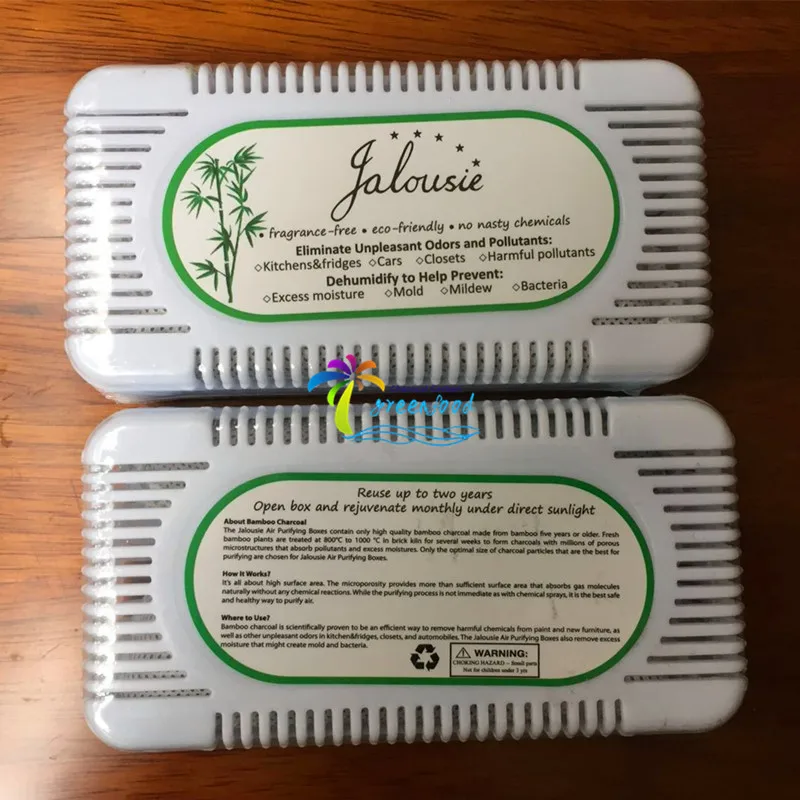 Jalousie
• fragrance-free • eco-friendly • no nasty chemicals
Eliminate Unpleasant Odors and Pollutants:
◇Kitchens&fridges ◇Cars ◇Closets ◇Harmful pollutants
Dehumidify to Help Prevent:
◇Excess moisture ◇Mold ◇Mildew ◇Bacteria
greenfood
Reuse up to two years
Open box and rejuvenate monthly under direct sunlight
About Bamboo Charcoal
The Jalousie Air Purifying Boxes contain only high quality bamboo charcoal made from bamboo five years or older. Fresh
bamboo plants are treated at 800℃ to 1000 ℃ in brick kiln for several weeks to form charcoals with millions of porous
microstructures that absorb pollutants and excess moistures. Only the optimal size of charcoal particles that are the best for
purifying are chosen for Jalousie Air Purifying Boxes.
How It Works?
It's all about high surface area. The microporosity provides more than sufficient surface area that absorbs gas molecules
naturally without any chemical reactions. While the purifying process is not immediate as with chemical sprays, it is the best safe
and healthy way to purify air.
Where to Use?
Bamboo charcoal is scientifically proven to be an efficient way to remove harmful chemicals from paint and new furniture, as
well as other unpleasant odors in kitchen&fridges, closets, and automobiles. The Jalousie Air Purifying Boxes also remove excess
moisture that might create mold and bacteria.
WARNING:
CHOKING HAZARD -- Small parts
Not for children under 3 yrs